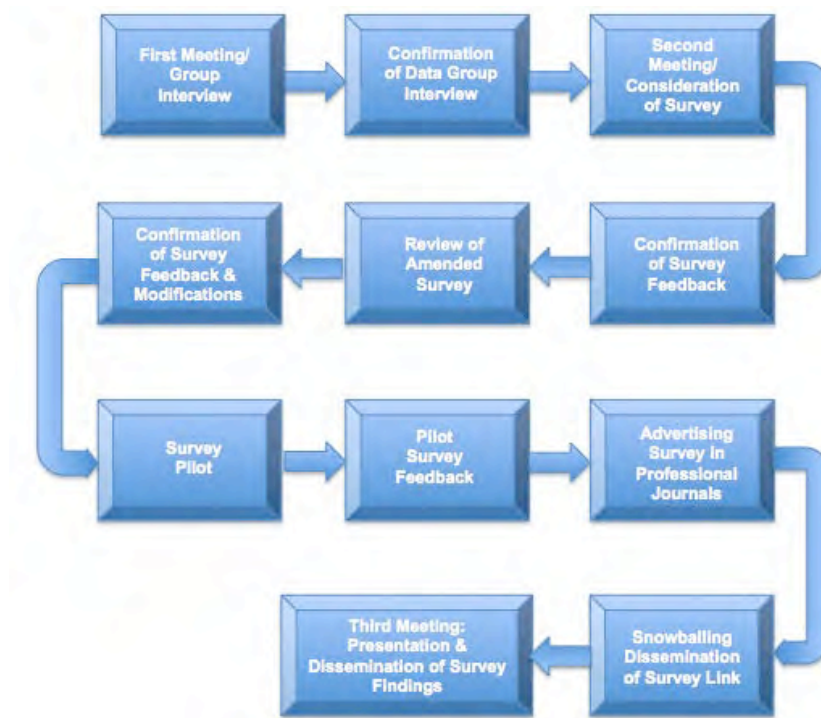 First Meeting/
Group
Interview
Confirmation
of Data Group
Interview
Second
Meeting/
Consideration
of Survey
Confirmation
of Survey
Feedback
Review of
Amended
Survey
Confirmation
of Survey
Feedback &
Modifications
Survey
Pilot
Pilot
Survey
Feedback
Advertising
Survey in
Professional
Journals
Snowballing
Dissemination
of Survey Link
Third Meeting:
Presentation &
Dissemination of Survey
Findings